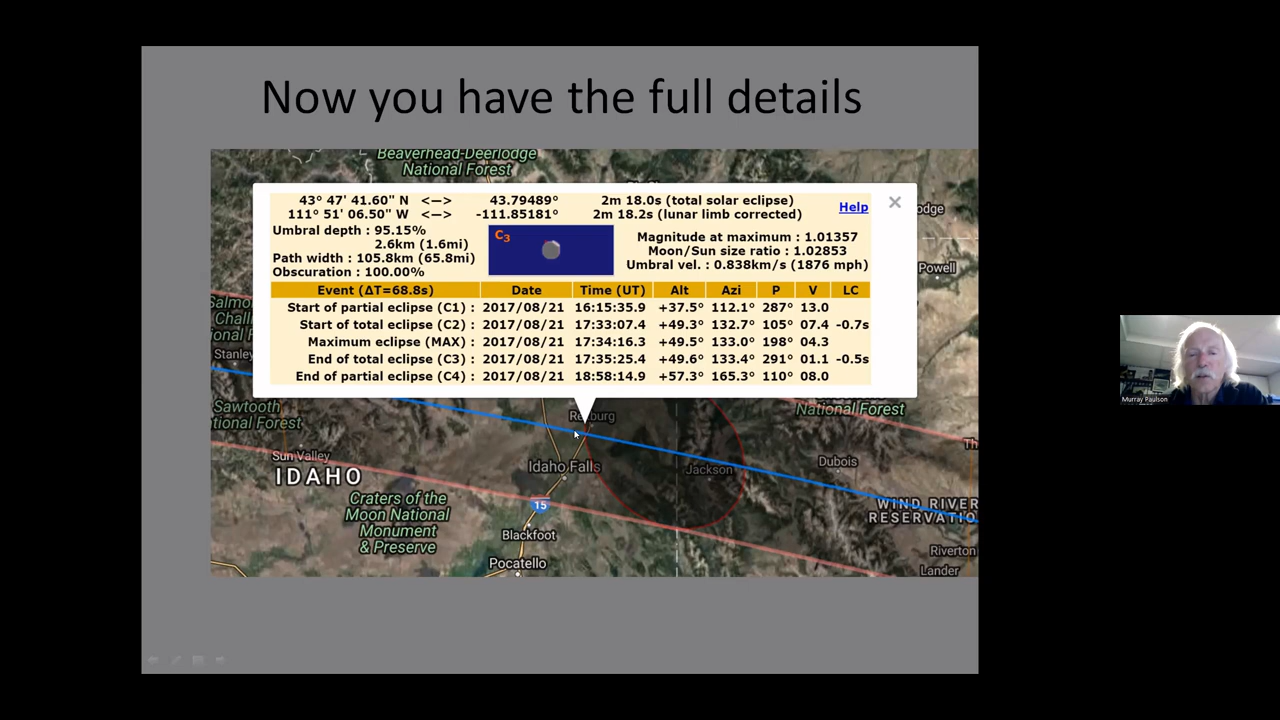 Now you have the full details
Beaverhead-Deerlodge
National Forest
43° 47' 41.60" N <—> 43.79489° 2m 18.0s (total solar eclipse)
111° 51' 06.50" W <—> -111.85181° 2m 18.2s (lunar limb corrected)
Help
Umbral depth : 95.15%
2.6km (1.6mi)
Path width : 105.8km (65.8mi)
Obscuration : 100.00%
C3
Magnitude at maximum : 1.01357
Moon/Sun size ratio : 1.02853
Umbral vel. : 0.838km/s (1876 mph)
Event (ΔT=68.8s) Date Time (UT) Alt Azi P V LC
Start of partial eclipse (C1) : 2017/08/21 16:15:35.9 +37.5° 112.1° 287° 13.0
Start of total eclipse (C2) : 2017/08/21 17:33:07.4 +49.3° 132.7° 105° 07.4 -0.7s
Maximum eclipse (MAX) : 2017/08/21 17:34:16.3 +49.5° 133.0° 198° 04.3
End of total eclipse (C3) : 2017/08/21 17:35:25.4 +49.6° 133.4° 291° 01.1 -0.5s
End of partial eclipse (C4) : 2017/08/21 18:58:14.9 +57.3° 165.3° 110° 08.0
odge
Powell
Salmo
Chall
ional F
Stanley
Sawtooth
tional Forest
Rexburg
National Forest
Sun Valley
IDAHO
Idaho Falls
Jackson
Dubois
Th
Craters of the
Moon National
Monument
& Preserve
15
WIND RIVER
RESERVATIO
Blackfoot
Pocatello
Riverton
Lander
Murray Paulson